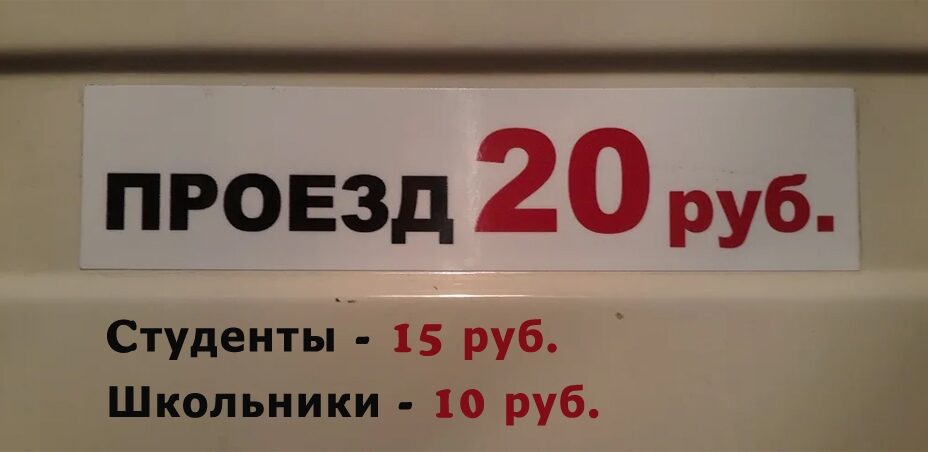 ПРОЕЗД 20 руб.
Студенты - 15 руб.
Школьники - 10 руб.